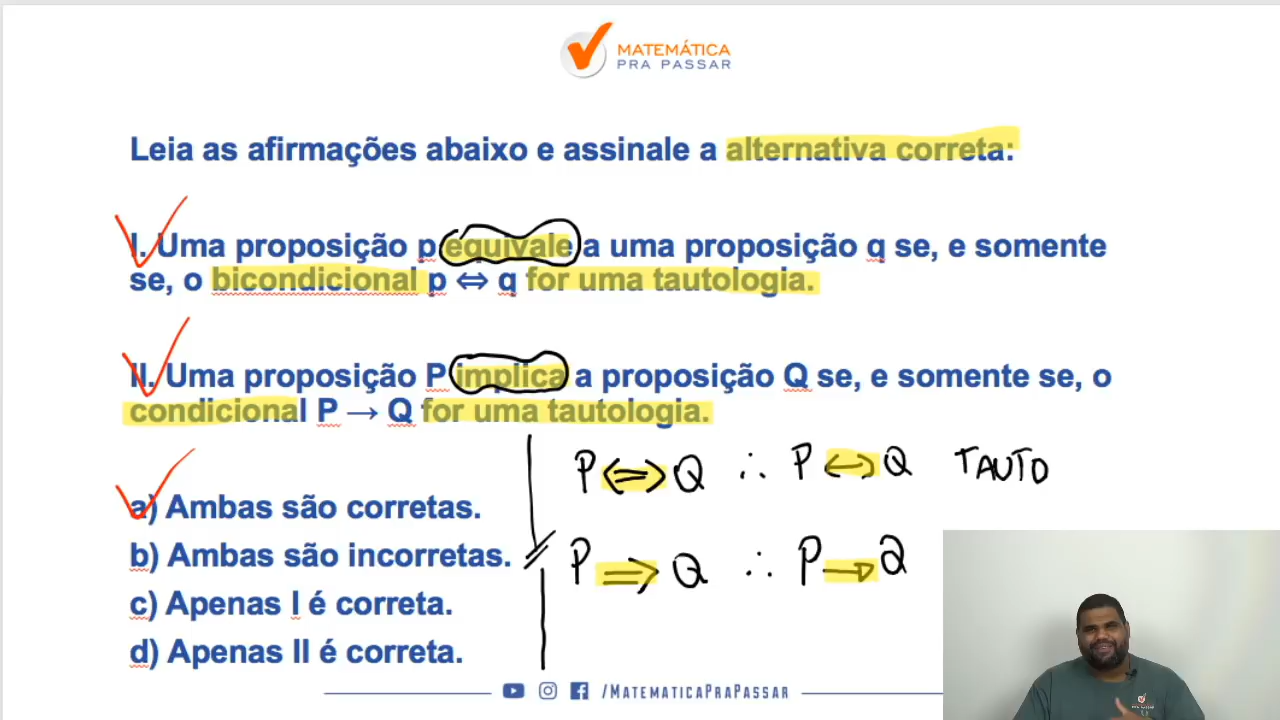 MATEMÁTICA
PRA PASSAR
Leia as afirmações abaixo e assinale a alternativa correta:
I. Uma proposição p equivale a uma proposição q se, e somente
se, o bicondicional p ⇔ q for uma tautologia.
II. Uma proposição P implica a proposição Q se, e somente se, o
condicional P → Q for uma tautologia.
P ⇔ Q ∴ P ↔ Q TAUTO
a) Ambas são corretas.
b) Ambas são incorretas.
P ⇒ Q ∴ P → Q
c) Apenas I é correta.
d) Apenas II é correta.
/MATEMATICAPRAPASSAR